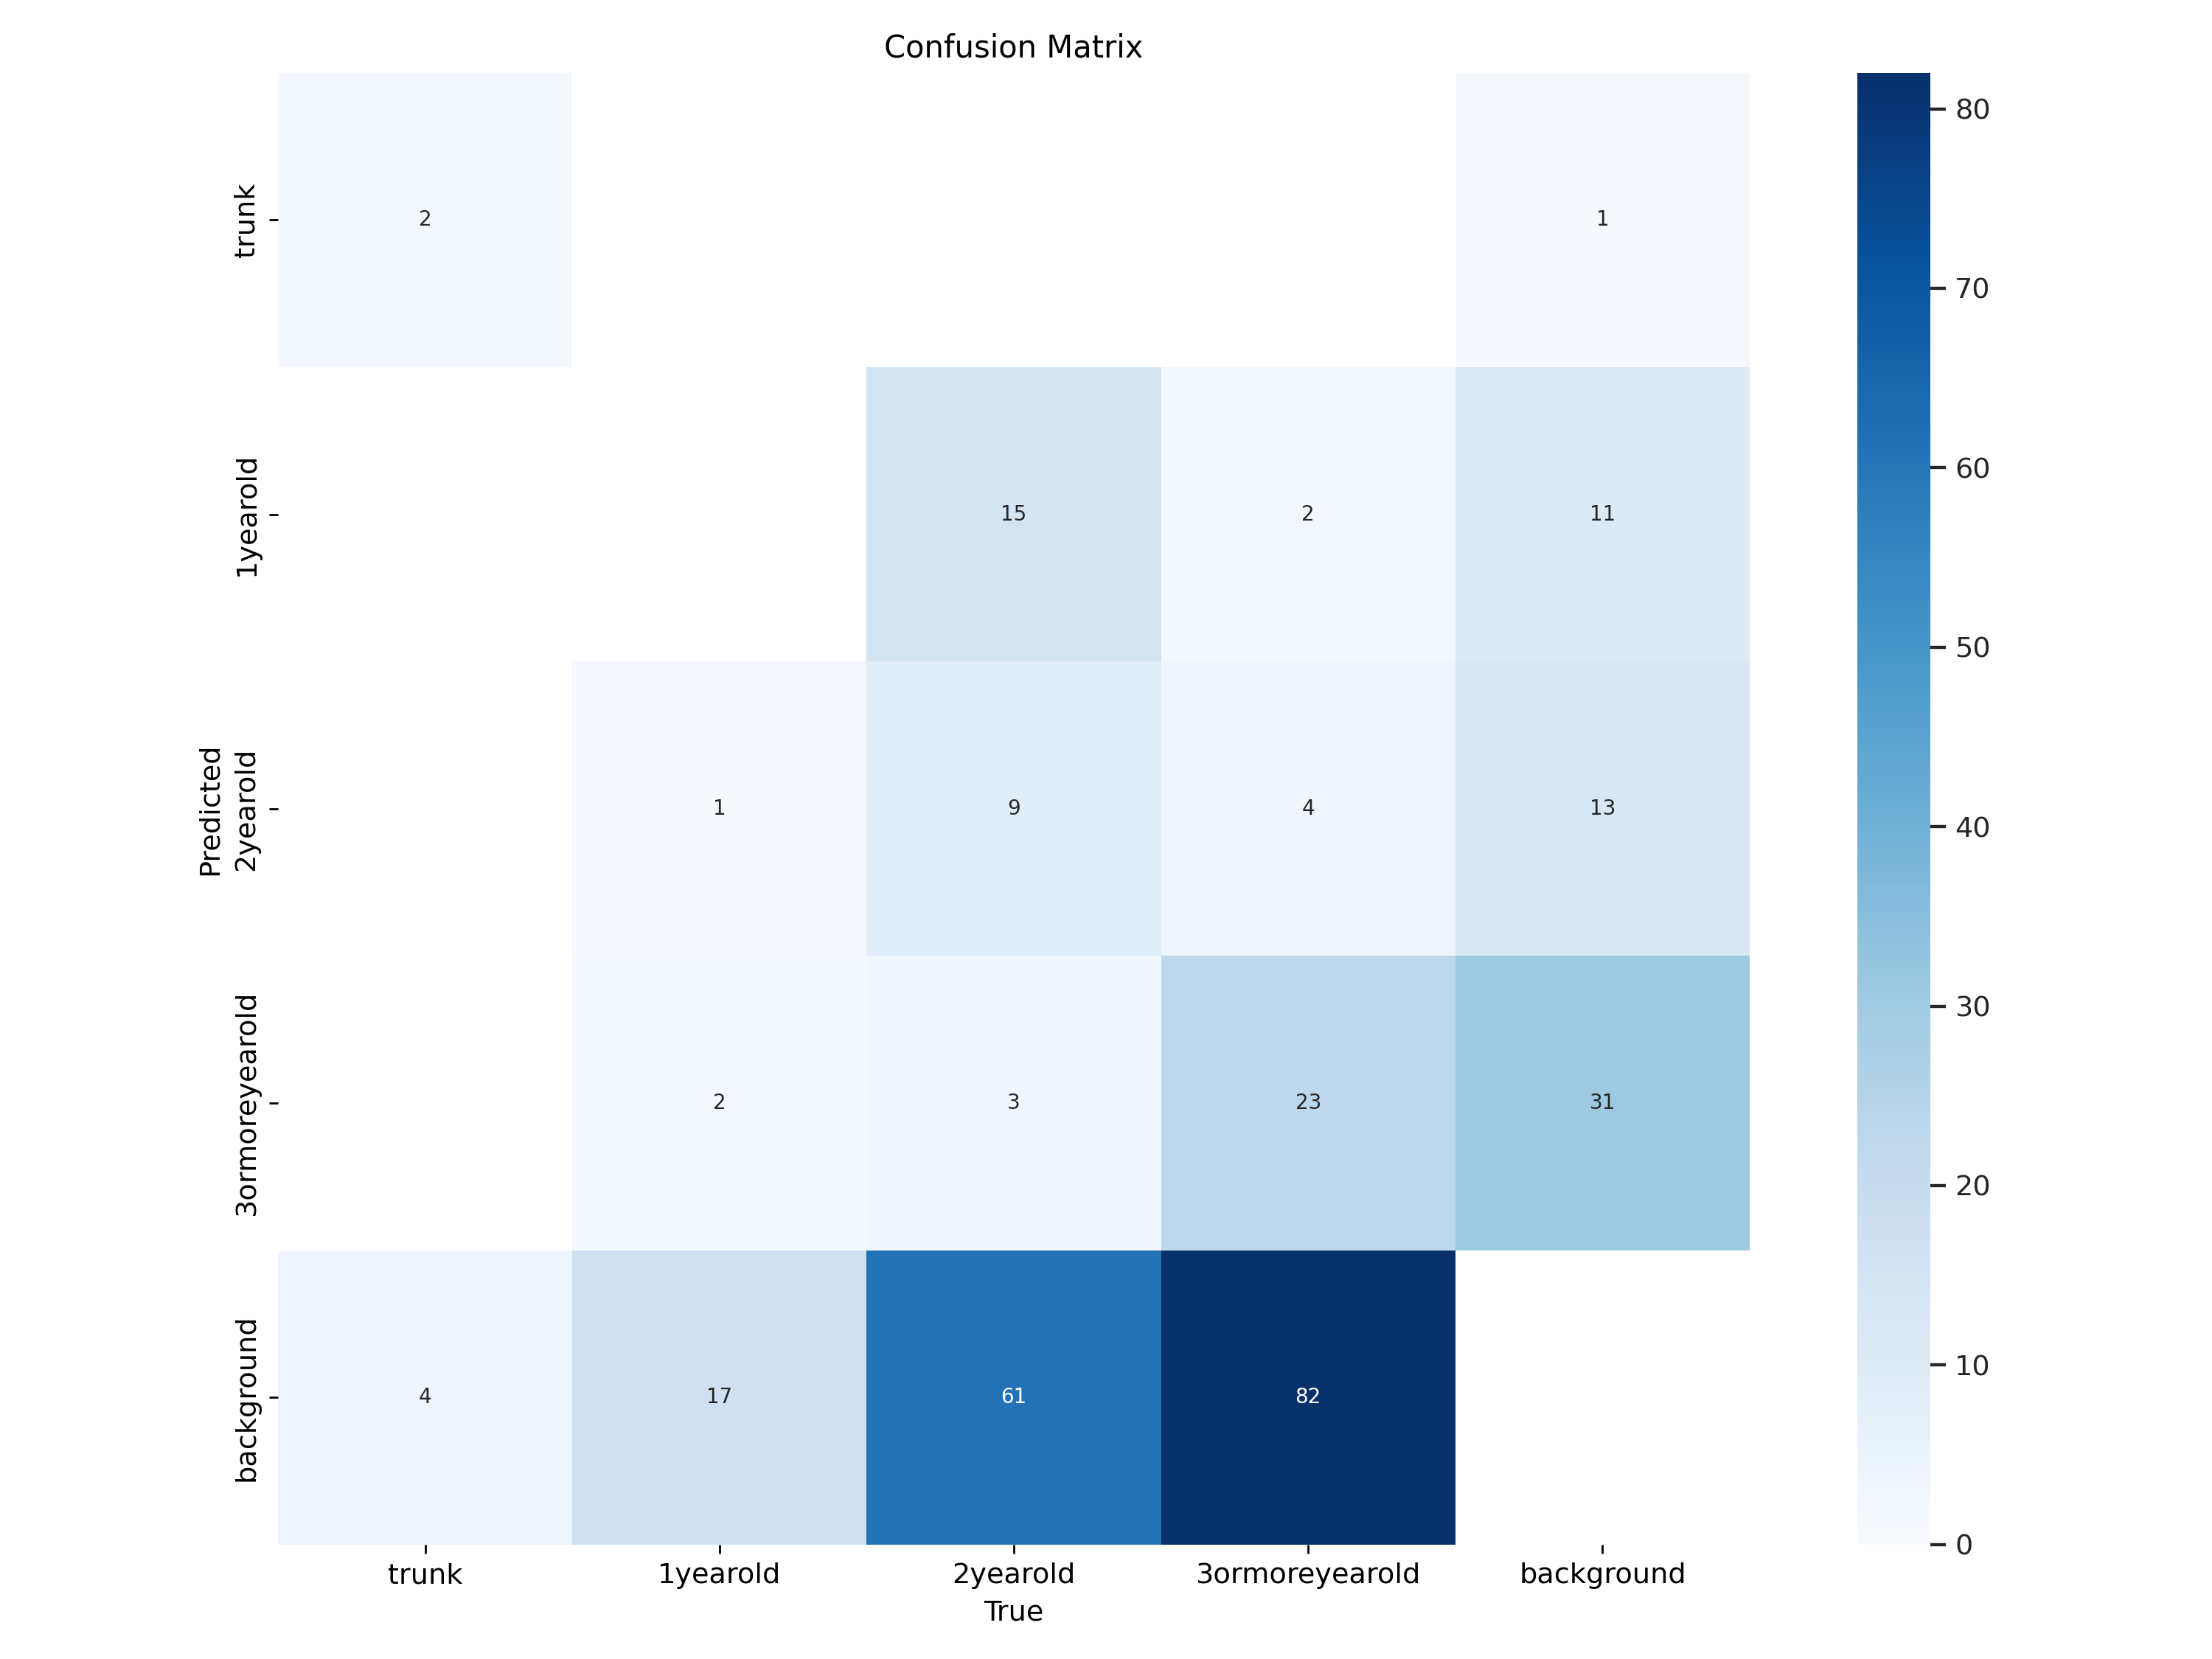 Confusion Matrix
trunk
1yearold
2yearold
3ormoreyearold
background
Predicted
2 1
15 2 11
1 9 4 13
2 3 23 31
4 17 61 82
trunk 1yearold 2yearold 3ormoreyearold background
True
80
70
60
50
40
30
20
10
0